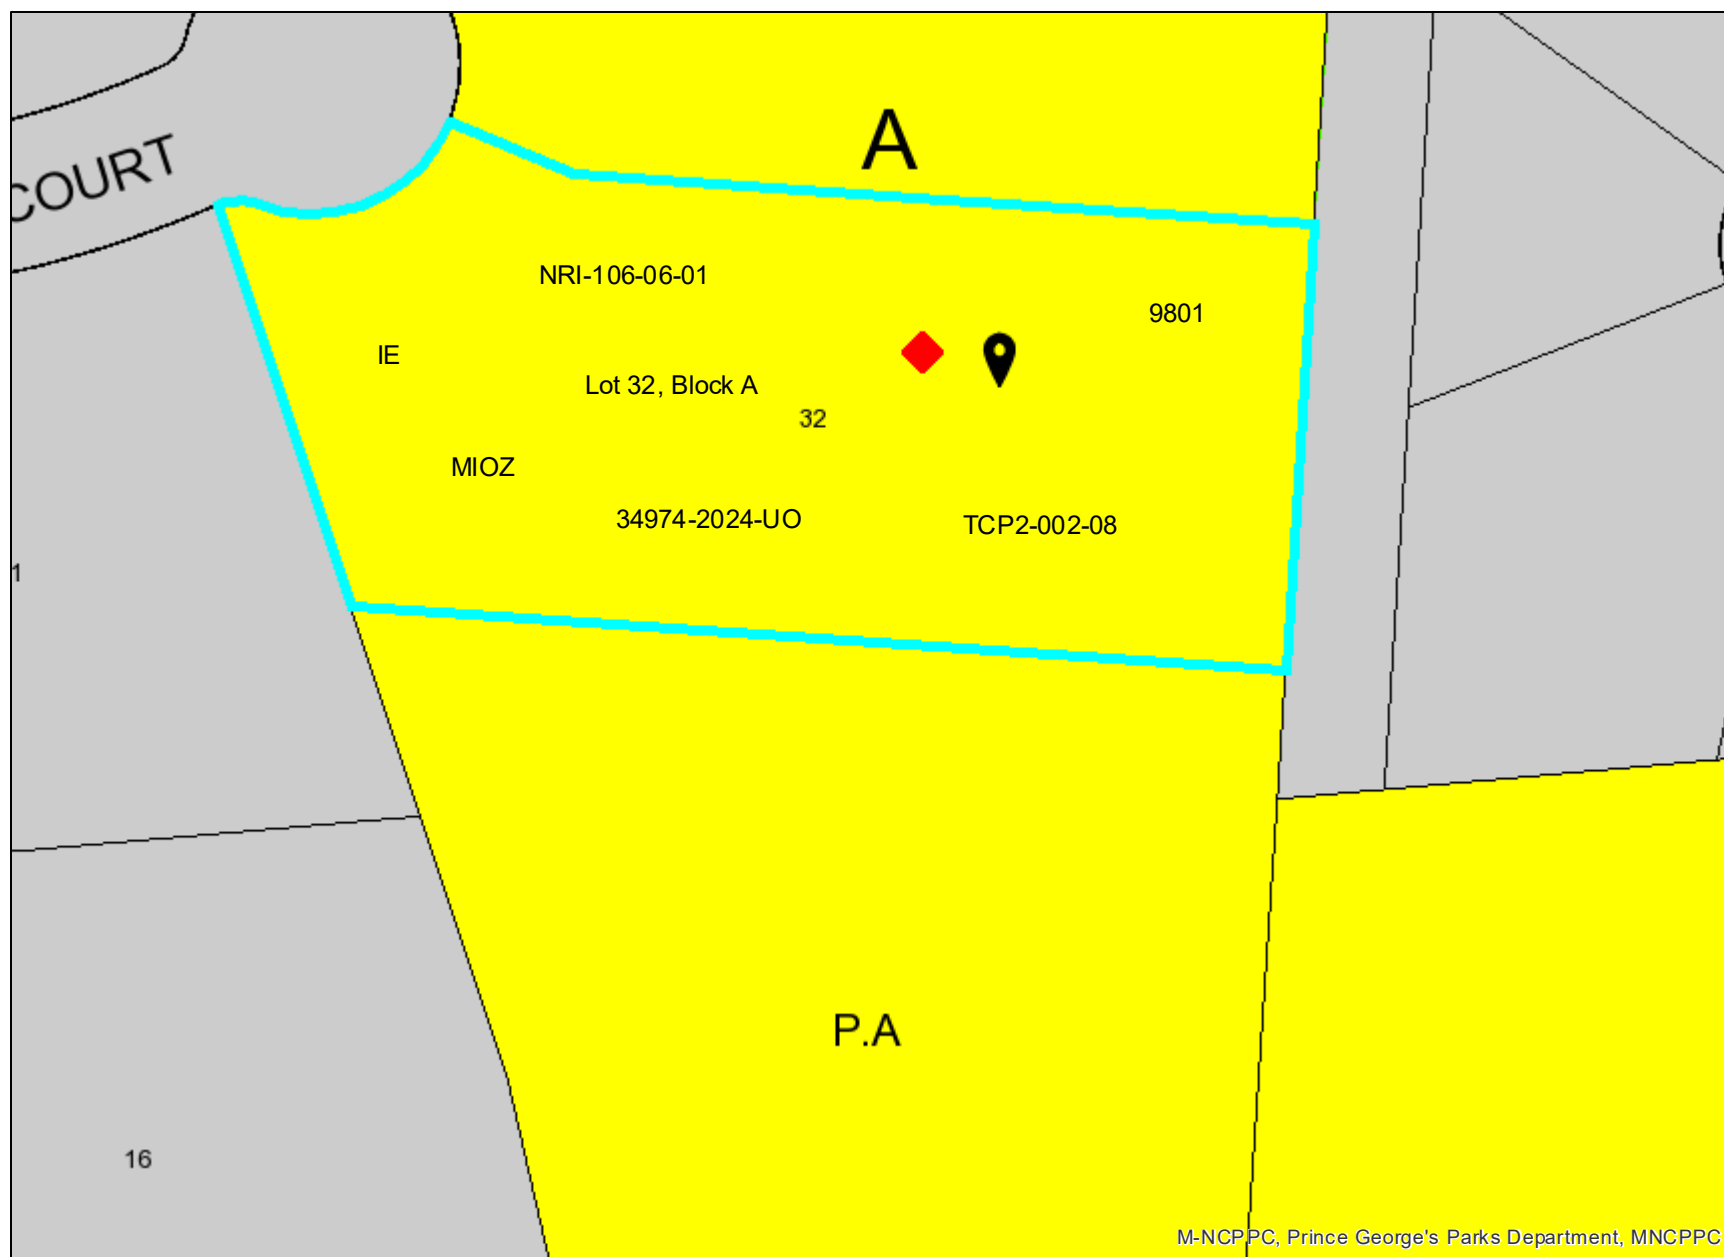 A
COURT
NRI-106-06-01
9801
IE
Lot 32, Block A
32
MIOZ
34974-2024-UO
TCP2-002-08
1
P.A
16
M-NCPPC, Prince George's Parks Department, MNCPPC